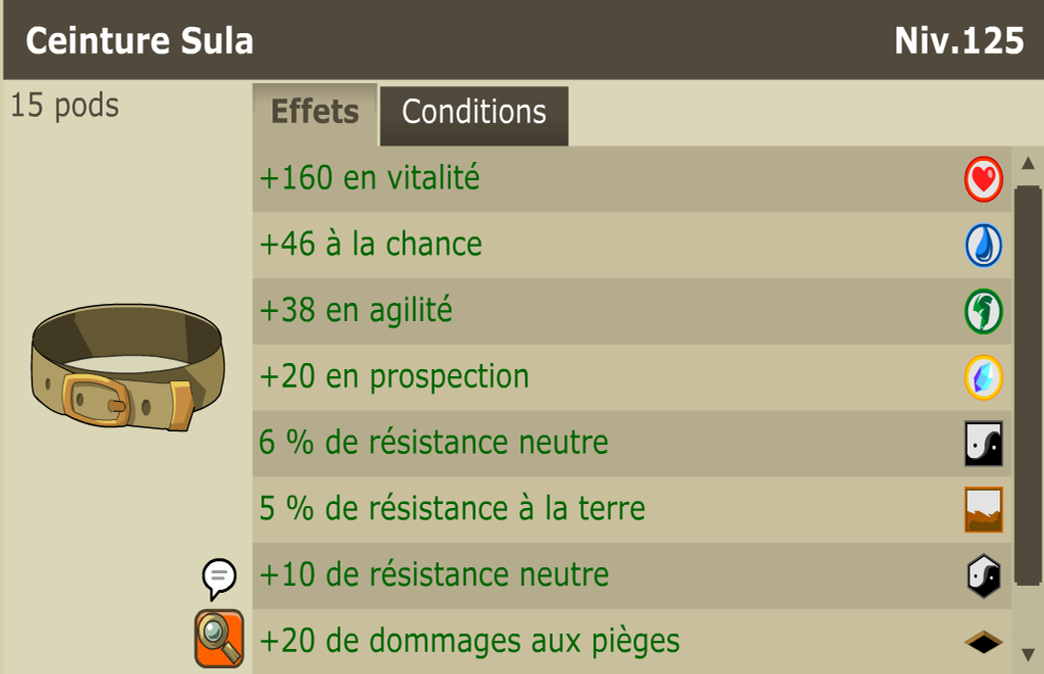 Ceinture Sula
Niv.125
15 pods
Effets
Conditions
+160 en vitalité
+46 à la chance
+38 en agilité
+20 en prospection
6 % de résistance neutre
5 % de résistance à la terre
+10 de résistance neutre
+20 de dommages aux pièges